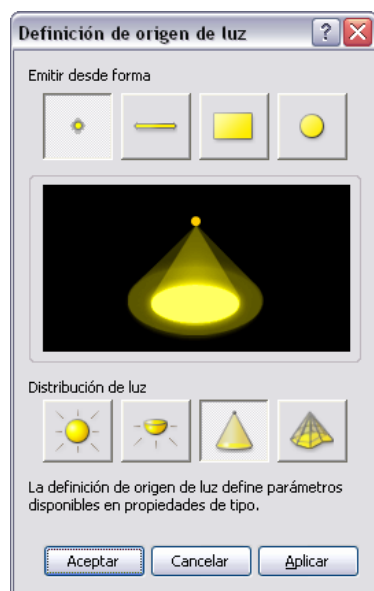 Definición de origen de luz
Emitir desde forma
Distribución de luz
La definición de origen de luz define parámetros
disponibles en propiedades de tipo.
Aceptar Cancelar Aplicar